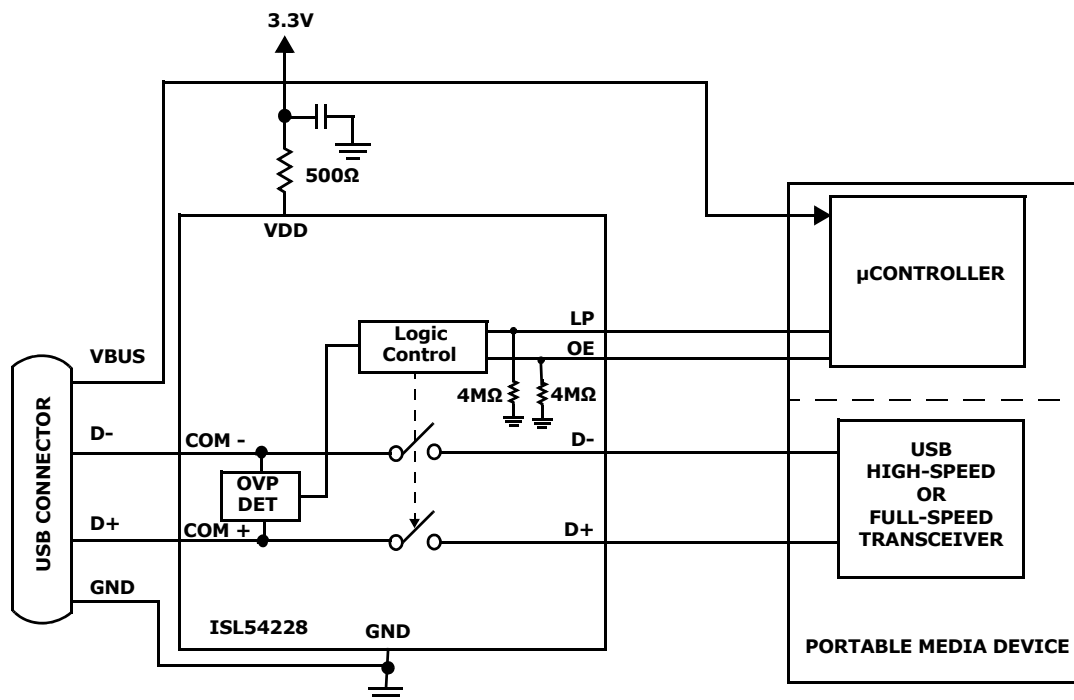 3.3V
500Ω
VDD
µCONTROLLER
LP
Logic
Control
OE
VBUS
4MΩ
4MΩ
USB CONNECTOR
D-
COM -
D-
USB
HIGH-SPEED
OR
FULL-SPEED
TRANSCEIVER
OVP
DET
D+
COM +
D+
GND
ISL54228
GND
PORTABLE MEDIA DEVICE